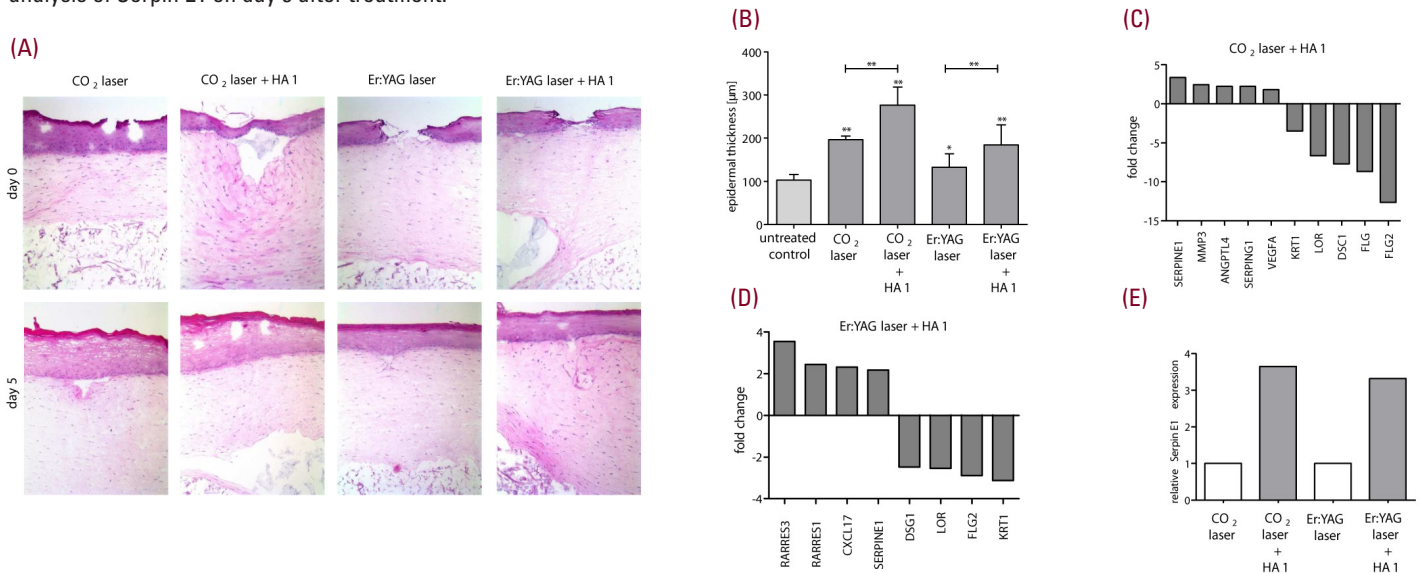 analysis of Serpin E1 on day 5 after treatment.
(A)
CO 2 laser
CO 2 laser + HA 1
Er:YAG laser
Er:YAG laser + HA 1
day 0
day 5
(B)
epidermal thickness [µm]
400
300
200
100
0
**
**
**
**
*
**
untreated control
CO 2 laser
CO 2 laser + HA 1
Er:YAG laser
Er:YAG laser + HA 1
(C)
CO 2 laser + HA 1
fold change
5
0
-5
-10
-15
SERPINE1
MMP3
ANGPTL4
SERPING1
VEGFA
KRT1
LOR
DSC1
FLG
FLG2
(D)
Er:YAG laser + HA 1
fold change
4
2
0
-2
-4
RARRES3
RARRES1
CXCL17
SERPINE1
DSG1
LOR
FLG2
KRT1
(E)
relative Serpin E1 expression
4
3
2
1
0
CO 2 laser
CO 2 laser + HA 1
Er:YAG laser
Er:YAG laser + HA 1